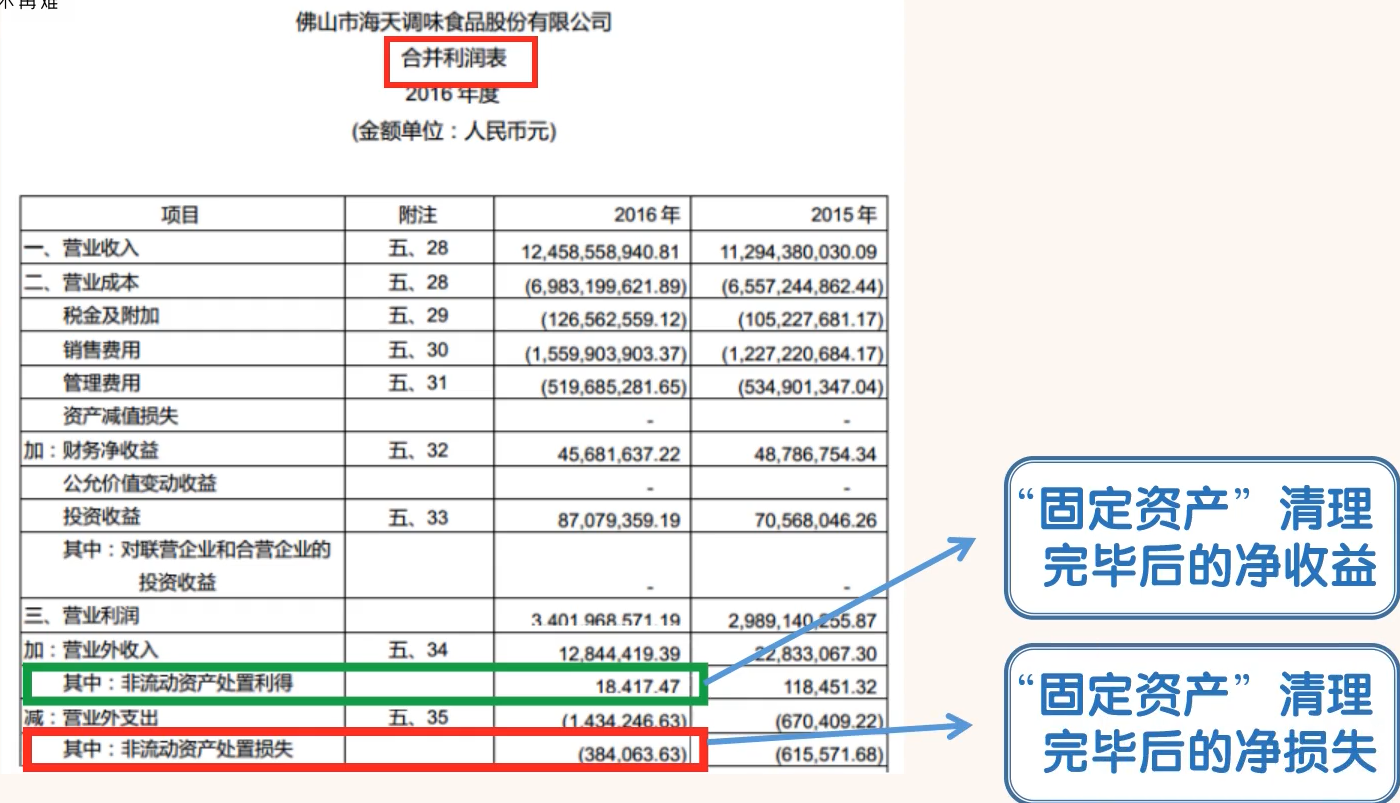 不再难
佛山市海天调味食品股份有限公司
合并利润表
2016 年度
(金额单位：人民币元)
项目 附注 2016 年 2015 年
一、营业收入 五、28 12,458,558,940.81 11,294,380,030.09
二、营业成本 五、28 (6,983,199,621.89) (6,557,244,862.44)
税金及附加 五、29 (126,562,559.12) (105,227,681.17)
销售费用 五、30 (1,559,903,903.37) (1,227,220,684.17)
管理费用 五、31 (519,685,281.65) (534,901,347.04)
资产减值损失 - -
加：财务净收益 五、32 45,681,637.22 48,786,754.34
公允价值变动收益 - -
投资收益 五、33 87,079,359.19 70,568,046.26
其中：对联营企业和合营企业的
投资收益 - -
三、营业利润 3,401,968,571.19 2,989,140,255.87
加：营业外收入 五、34 12,844,419.39 22,833,067.30
其中：非流动资产处置利得 18.417.47 118,451.32
减：营业外支出 五、35 (1,434,246.63) (670,409.22)
其中：非流动资产处置损失 (384,063.63) (615,571.68)
“固定资产”清理
完毕后的净收益
“固定资产”清理
完毕后的净损失